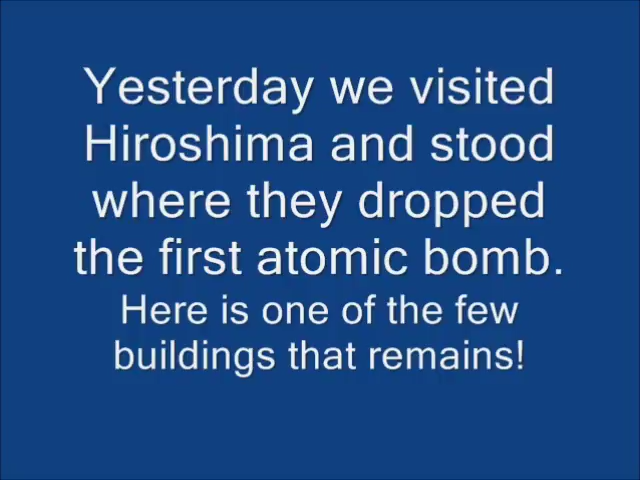 Yesterday we visited
Hiroshima and stood
where they dropped
the first atomic bomb.
Here is one of the few
buildings that remains!